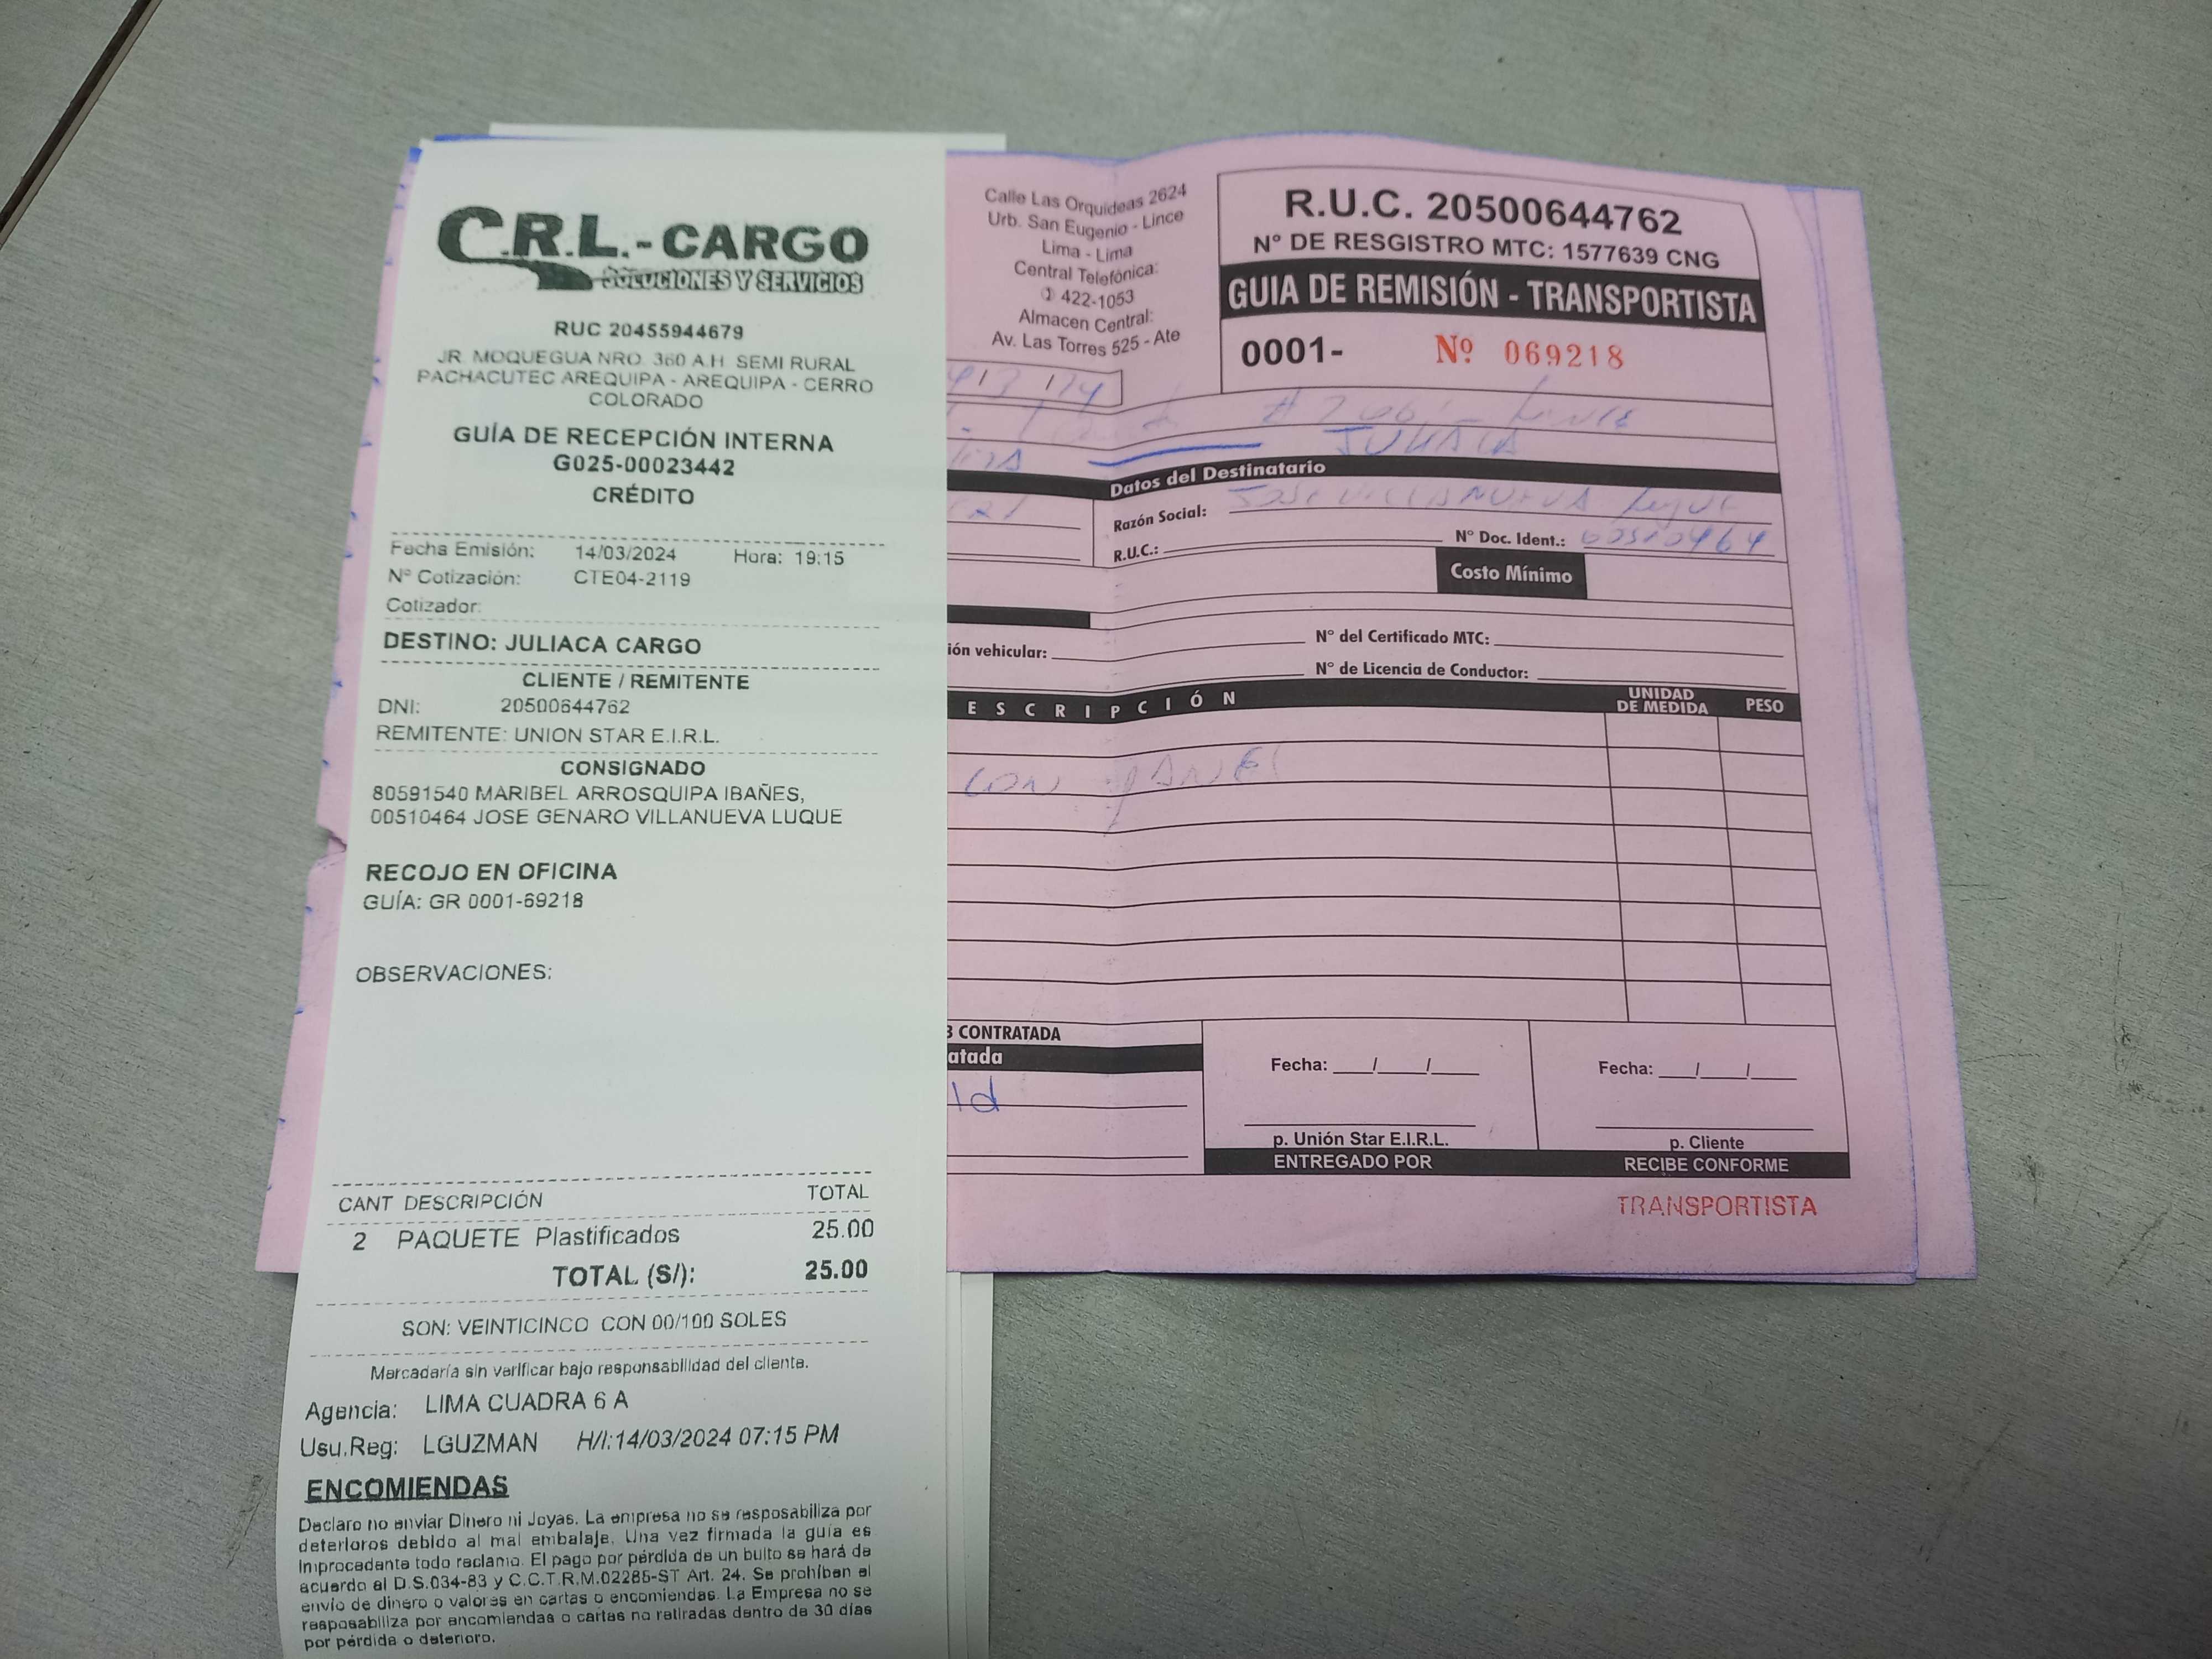 C.R.L.-CARGO
SOLUCIONES Y SERVICIOS
RUC 20455944679
JR. MOQUEGUA NRO. 360 A.H. SEMI RURAL
PACHACUTEC AREQUIPA - AREQUIPA - CERRO
COLORADO
GUÍA DE RECEPCIÓN INTERNA
G025-00023442
CRÉDITO
Fecha Emisión: 14/03/2024 Hora: 19:15
N° Cotización: CTE04-2119
Cotizador:
DESTINO: JULIACA CARGO
CLIENTE / REMITENTE
DNI: 20500644762
REMITENTE: UNION STAR E.I.R.L.
CONSIGNADO
80591540 MARIBEL ARROSQUIPA IBAÑES,
00510464 JOSE GENARO VILLANUEVA LUQUE
RECOJO EN OFICINA
GUÍA: GR 0001-69218
OBSERVACIONES:
CANT DESCRIPCIÓN TOTAL
2 PAQUETE Plastificados 25.00
TOTAL (S/): 25.00
SON: VEINTICINCO CON 00/100 SOLES
Mercadería sin verificar bajo responsabilidad del cliente.
Agencia: LIMA CUADRA 6 A
Usu.Reg: LGUZMAN H/I:14/03/2024 07:15 PM
ENCOMIENDAS
Declaro no enviar Dinero ni Joyas. La empresa no se resposabiliza por
deterioros debido al mal embalaje. Una vez firmada la guía es
improcedente todo reclamo. El pago por pérdida de un bulto se hará de
acuerdo al D.S.034-83 y C.C.T.R.M.02285-ST Art. 24. Se prohíben el
envío de dinero o valores en cartas o encomiendas. La Empresa no se
resposabiliza por encomiendas o cartas no retiradas dentro de 30 días
por pérdida o deterioro.
Calle Las Orquídeas 2624
Urb. San Eugenio - Lince
Lima - Lima
Central Telefónica:
422-1053
Almacen Central:
Av. Las Torres 525 - Ate
R.U.C. 20500644762
N° DE RESGISTRO MTC: 1577639 CNG
GUIA DE REMISIÓN - TRANSPORTISTA
0001- Nº 069218
JULIACA
Datos del Destinatario
Razón Social: JOSE VILLANUEVA LUQUE
R.U.C.: N° Doc. Ident.: 00510464
Costo Mínimo
ión vehicular: N° del Certificado MTC:
N° de Licencia de Conductor:
ESCRIPCIÓN UNIDAD DE MEDIDA PESO
CON
CONTRATADA
atada
Fecha: / /
Fecha: / /
p. Unión Star E.I.R.L.
ENTREGADO POR
p. Cliente
RECIBE CONFORME
TRANSPORTISTA